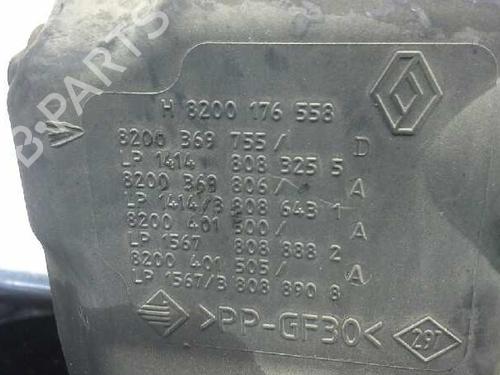 B-PARTS
H 8200 176 558
8200 369 755/ D
LP 1414 808 325 5
8200 369 806/ A
LP 1414/3 808 643 1
8200 401 500/ A
LP 1567 808 888 2
8200 401 505/ A
LP 1567/3 808 890 8
>PP-GF30< 297